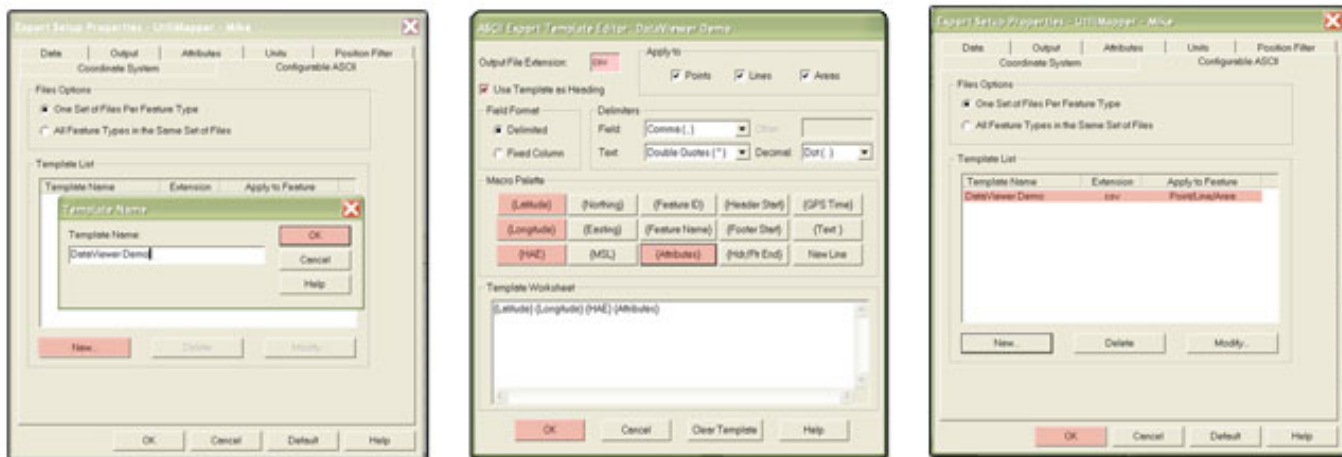 Export Setup Properties - UtiliMapper - Mike
Data Output Attributes Units Position Filter
Coordinate System Configurable ASCII
Files Options
One Set of Files Per Feature Type
All Feature Types in the Same Set of Files
Template List
Template Name Extension Apply to Feature
Template Name
Template Name:
DataViewer Demo
OK
Cancel
Help
New... Delete Modify...
OK Cancel Default Help
ASCII Export Template Editor: DataViewer Demo
Output File Extension: csv
Apply to
Points Lines Areas
Use Template as Heading
Field Format
Delimited
Fixed Column
Delimiters
Field: Comma (,) Other:
Text: Double Quotes (") Decimal: Dot (.)
Macro Palette
{Latitude} {Northing} {Feature ID} {Header Start} {GPS Time}
{Longitude} {Easting} {Feature Name} {Footer Start} {Text }
{HAE} {MSL} {Attributes} {Hdr/Ftr End} New Line
Template Worksheet
{Latitude} {Longitude} {HAE} {Attributes}
OK Cancel Clear Template Help
Export Setup Properties - UtiliMapper - Mike
Data Output Attributes Units Position Filter
Coordinate System Configurable ASCII
Files Options
One Set of Files Per Feature Type
All Feature Types in the Same Set of Files
Template List
Template Name Extension Apply to Feature
DataViewer Demo csv Point/Line/Area
New... Delete Modify...
OK Cancel Default Help